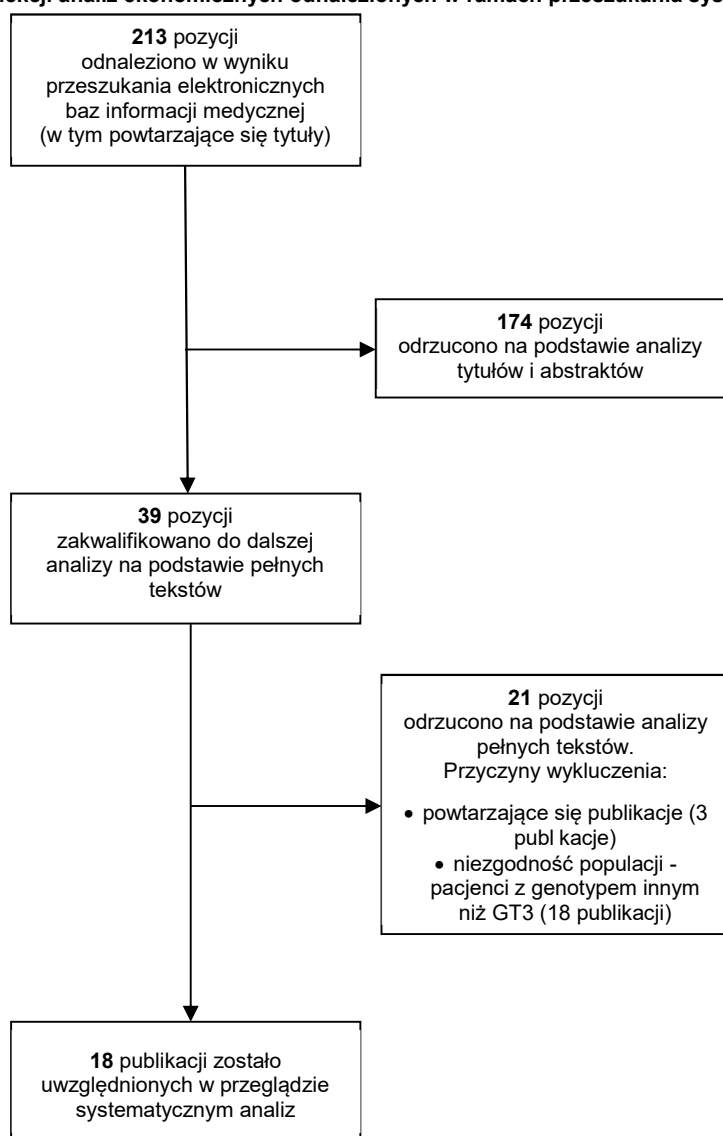 analiz ekonomicznych odnalezionych w ramach przeszukania
213 pozycji
odnaleziono w wyniku
przeszukania elektronicznych
baz informacji medycznej
(w tym powtarzające się tytuły)
174 pozycji
odrzucono na podstawie analizy
tytułów i abstraktów
39 pozycji
zakwalifikowano do dalszej
analizy na podstawie pełnych
tekstów
21 pozycji
odrzucono na podstawie analizy
pełnych tekstów.
Przyczyny wykluczenia:
• powtarzające się publikacje (3
publ kacje)
• niezgodność populacji -
pacjenci z genotypem innym
niż GT3 (18 publikacji)
18 publikacji zostało
uwzględnionych w przeglądzie
systematycznym analiz